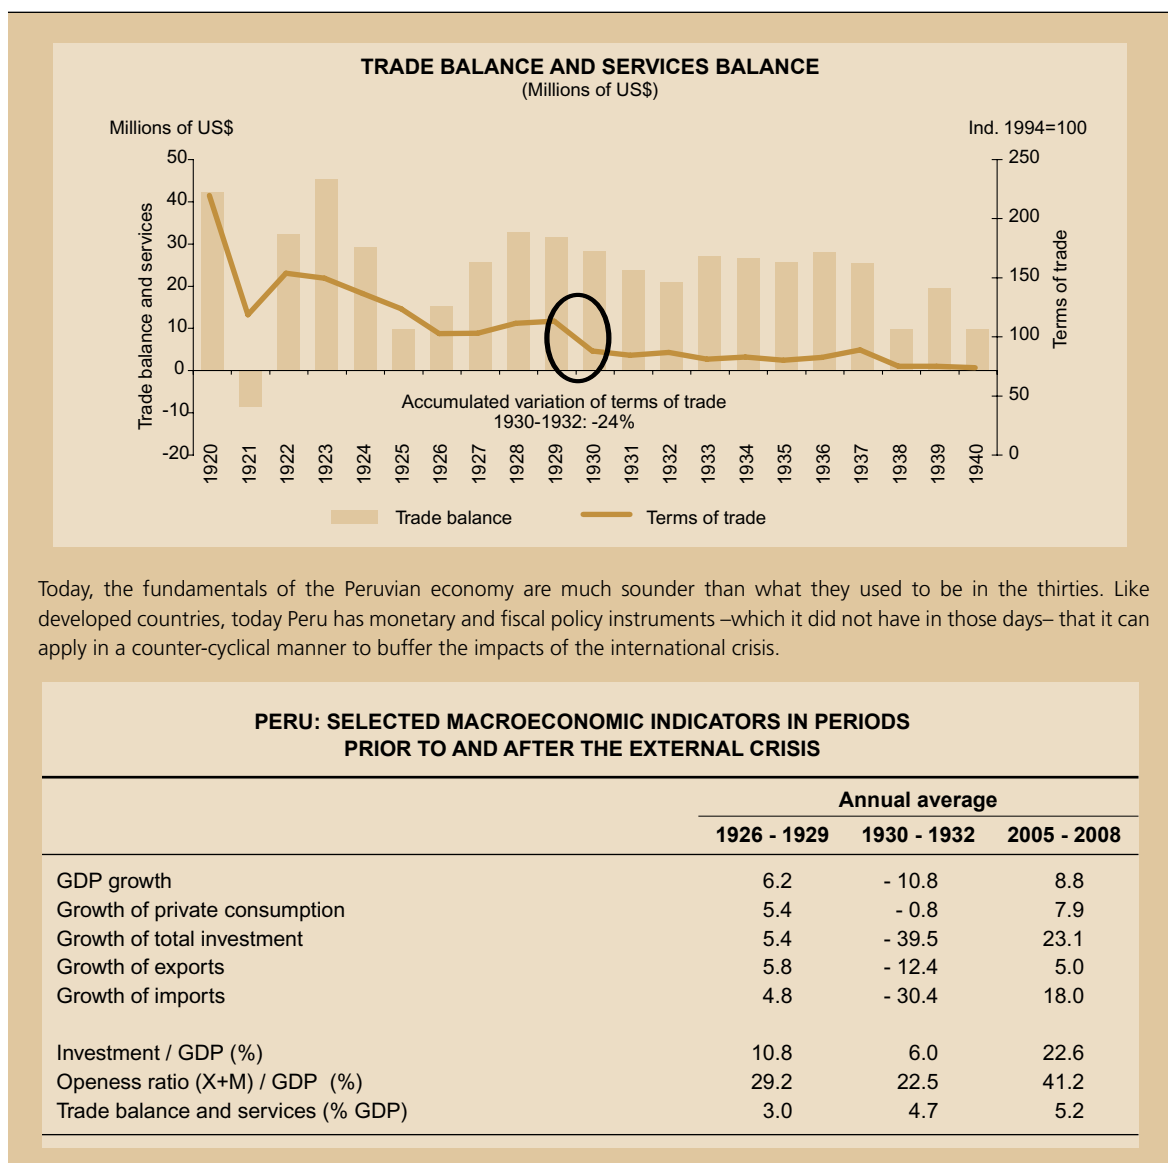 TRADE BALANCE AND SERVICES BALANCE
(Millions of US$)
Millions of US$
Ind. 1994=100
Trade balance and services
50
40
30
20
10
0
-10
-20
250
200
150
100
50
0
Terms of trade
Accumulated variation of terms of trade
1930-1932: -24%
1920 1921 1922 1923 1924 1925 1926 1927 1928 1929 1930 1931 1932 1933 1934 1935 1936 1937 1938 1939 1940
Trade balance Terms of trade
Today, the fundamentals of the Peruvian economy are much sounder than what they used to be in the thirties. Like
developed countries, today Peru has monetary and fiscal policy instruments –which it did not have in those days– that it can
apply in a counter-cyclical manner to buffer the impacts of the international crisis.
PERU: SELECTED MACROECONOMIC INDICATORS IN PERIODS
PRIOR TO AND AFTER THE EXTERNAL CRISIS
Annual average
1926 - 1929 1930 - 1932 2005 - 2008
GDP growth 6.2 - 10.8 8.8
Growth of private consumption 5.4 - 0.8 7.9
Growth of total investment 5.4 - 39.5 23.1
Growth of exports 5.8 - 12.4 5.0
Growth of imports 4.8 - 30.4 18.0
Investment / GDP (%) 10.8 6.0 22.6
Openess ratio (X+M) / GDP (%) 29.2 22.5 41.2
Trade balance and services (% GDP) 3.0 4.7 5.2